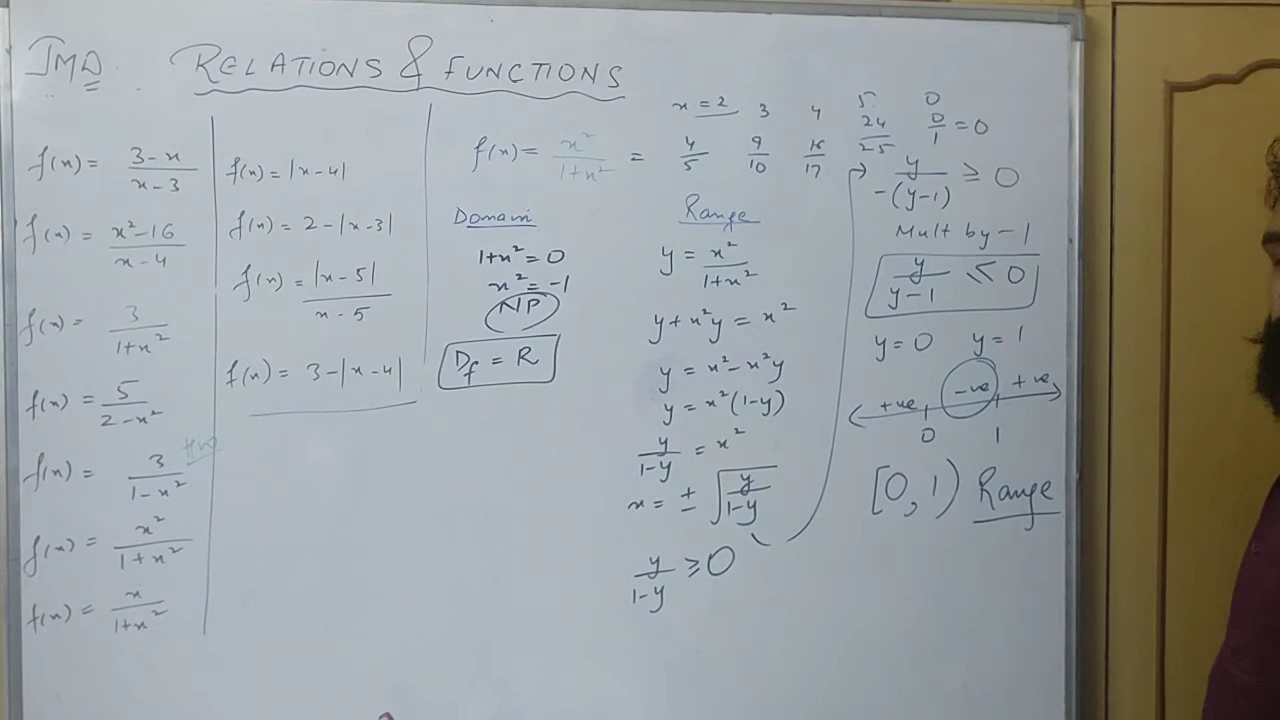 JMD RELATIONS & FUNCTIONS
f(x) = 3-x / x-3
f(x) = x²-16 / x-4
f(x) = 3 / 1+x²
f(x) = 5 / 2-x²
HW
f(x) = 3 / 1-x²
f(x) = x² / 1+x²
f(x) = x / 1+x²
f(x) = |x-4|
f(x) = 2-|x-3|
f(x) = |x-5| / x-5
f(x) = 3-|x-4|
x = 2 3 4 5 0
f(x) = x² / 1+x² = 4/5 9/10 16/17 24/25 0/1 = 0
Domain
1+x² = 0
x² = -1
NP
Df = R
Range
y = x² / 1+x²
y+x²y = x²
y = x²-x²y
y = x²(1-y)
y / 1-y = x²
x = ± √(y / 1-y)
y / 1-y ≥ 0
→ y / -(y-1) ≥ 0
Mult by -1
y / y-1 ≤ 0
y = 0 y = 1
+ve -ve +ve
0 1
[0,1) Range